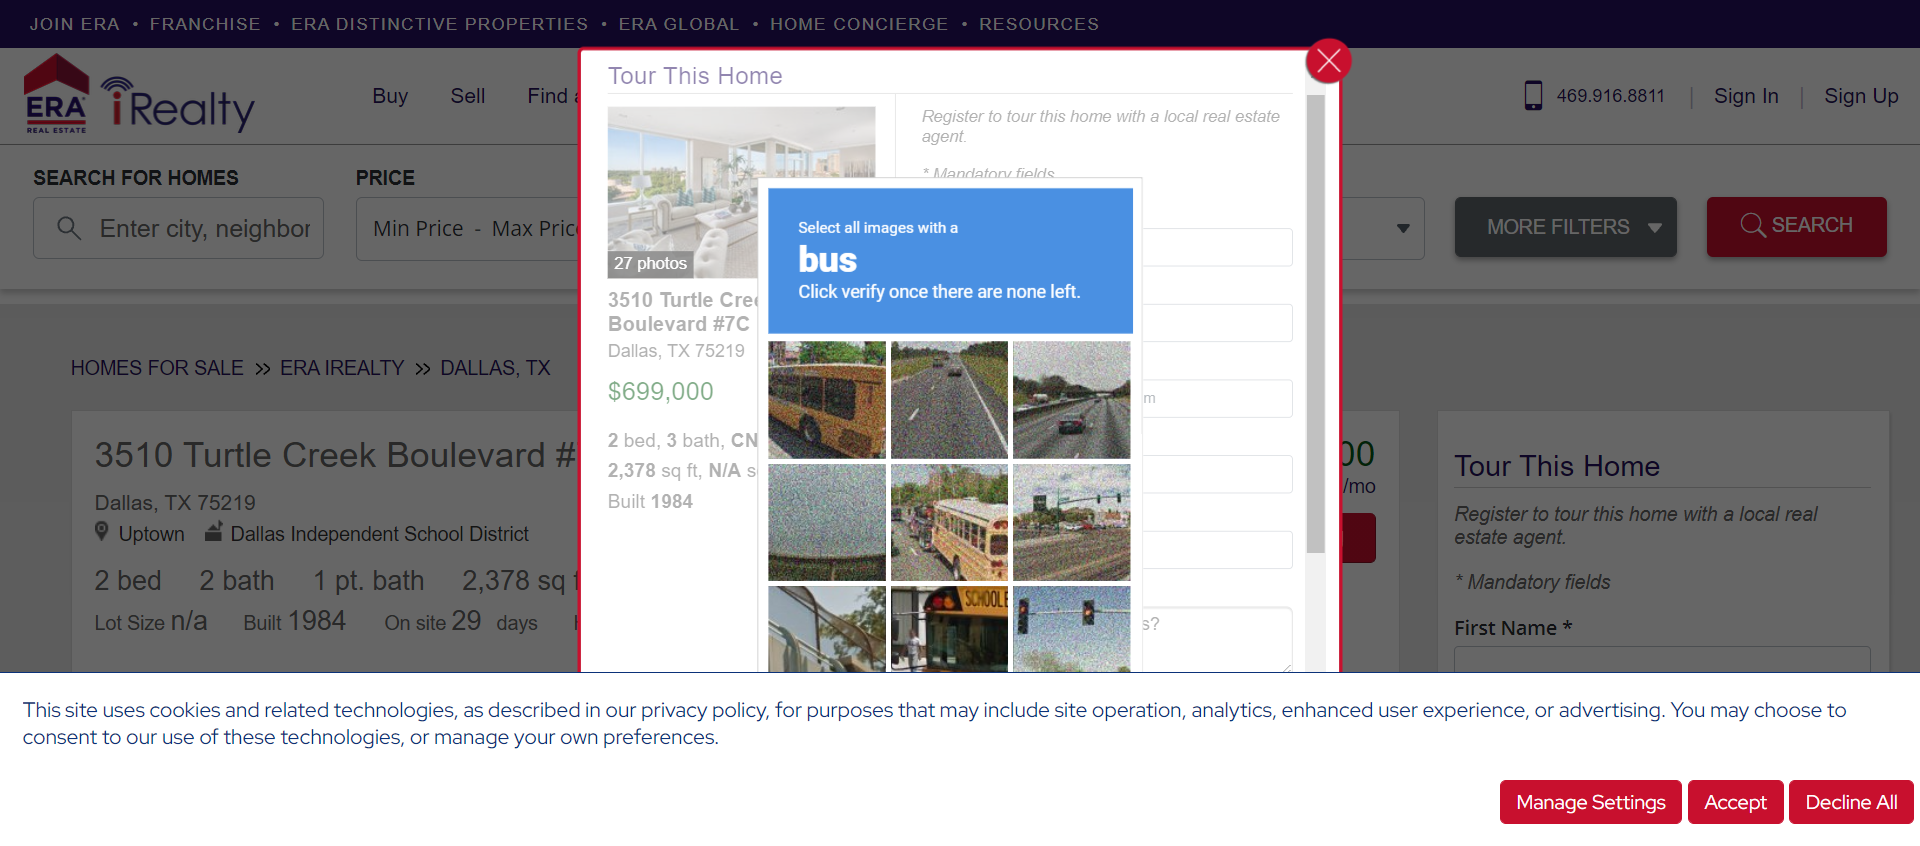 JOIN ERA • FRANCHISE • ERA DISTINCTIVE PROPERTIES • ERA GLOBAL • HOME CONCIERGE • RESOURCES
ERA
REAL ESTATE
iRealty
Buy
Sell
Find a
469.916.8811
Sign In
Sign Up
SEARCH FOR HOMES
Enter city, neighbor
PRICE
Min Price - Max Pric
MORE FILTERS
SEARCH
HOMES FOR SALE » ERA IREALTY » DALLAS, TX
3510 Turtle Creek Boulevard #
Dallas, TX 75219
Uptown
Dallas Independent School District
2 bed 2 bath 1 pt. bath 2,378 sq
Lot Size n/a Built 1984 On site 29 days
00
/mo
Tour This Home
27 photos
3510 Turtle Cree
Boulevard #7C
Dallas, TX 75219
$699,000
2 bed, 3 bath, CN
2,378 sq ft, N/A s
Built 1984
Register to tour this home with a local real estate
agent.
* Mandatory fields
m
s?
Select all images with a
bus
Click verify once there are none left.
SCHOOL
Tour This Home
Register to tour this home with a local real
estate agent.
* Mandatory fields
First Name *
This site uses cookies and related technologies, as described in our privacy policy, for purposes that may include site operation, analytics, enhanced user experience, or advertising. You may choose to
consent to our use of these technologies, or manage your own preferences.
Manage Settings
Accept
Decline All